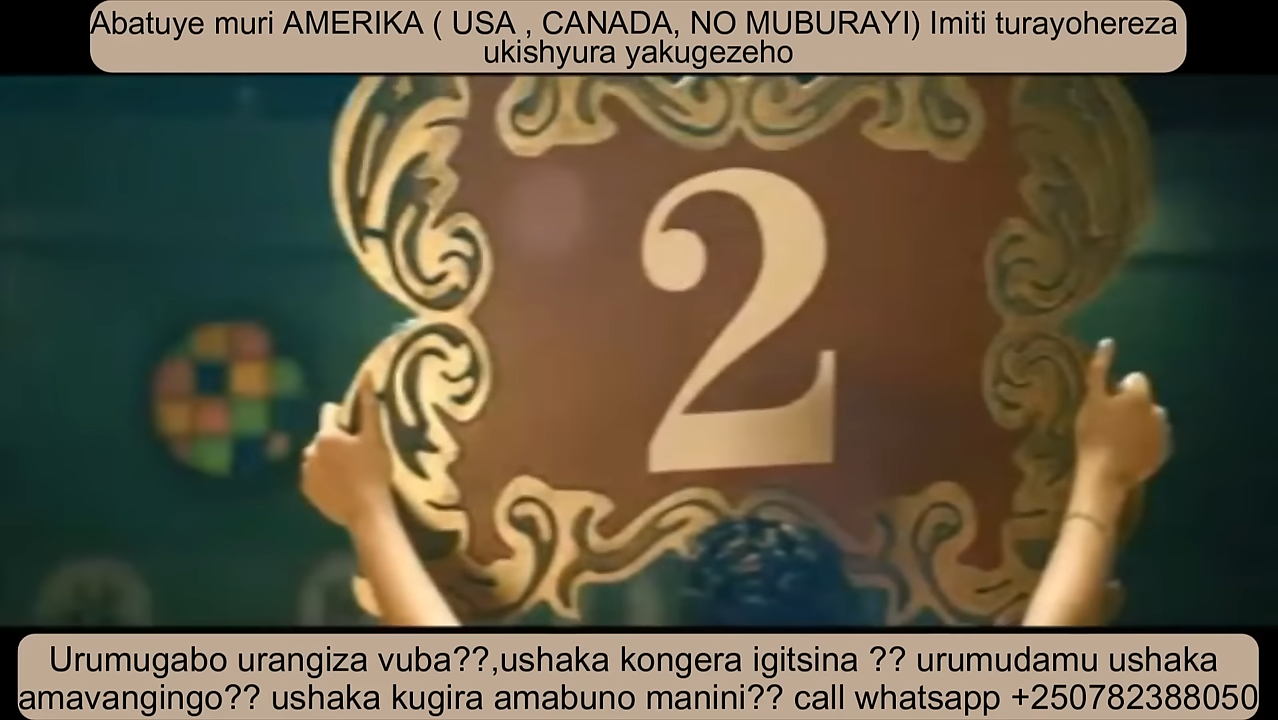 Abatuye muri AMERIKA ( USA , CANADA, NO MUBURAYI) Imiti turayohereza
ukishyura yakugezeho
2
Urumugabo urangiza vuba??,ushaka kongera igitsina ?? urumudamu ushaka
amavangingo?? ushaka kugira amabuno manini?? call whatsapp +250782388050